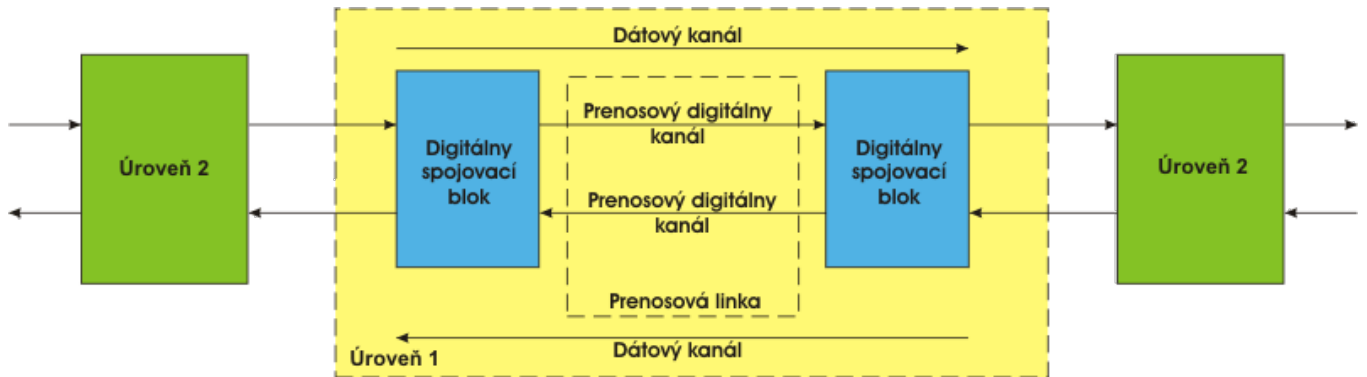 Dátový kanál
Úroveň 2
Digitálny
spojovací
blok
Prenosový digitálny
kanál
Prenosový digitálny
kanál
Prenosová linka
Digitálny
spojovací
blok
Úroveň 2
Dátový kanál
Úroveň 1